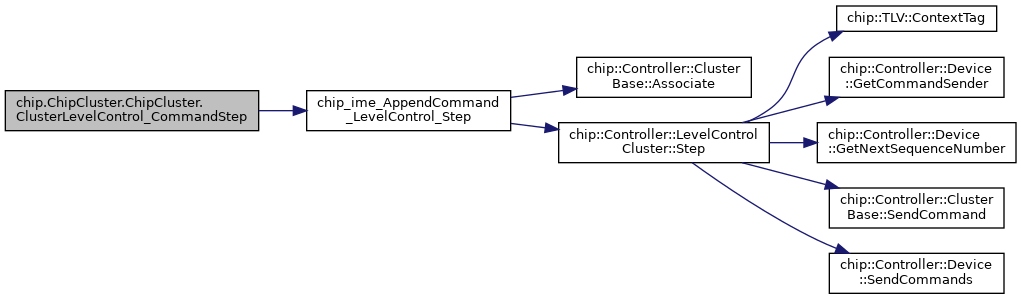 chip.ChipCluster.ChipCluster.
ClusterLevelControl_CommandStep
chip_ime_AppendCommand
_LevelControl_Step
chip::Controller::Cluster
Base::Associate
chip::Controller::LevelControl
Cluster::Step
chip::TLV::ContextTag
chip::Controller::Device
::GetCommandSender
chip::Controller::Device
::GetNextSequenceNumber
chip::Controller::Cluster
Base::SendCommand
chip::Controller::Device
::SendCommands